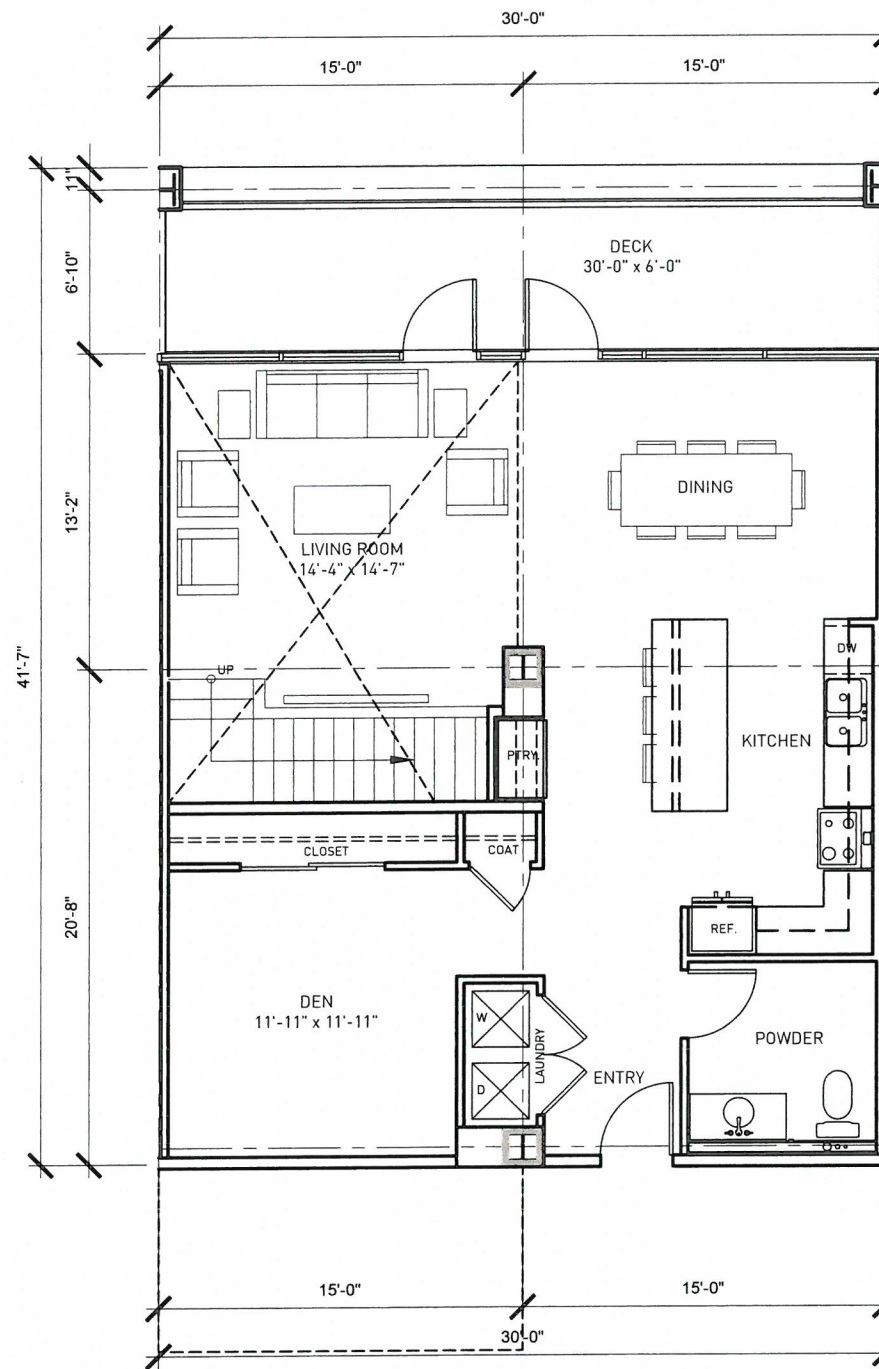 30'-0"
15'-0"
15'-0"
11"
6'-10"
DECK
30'-0" x 6'-0"
13'-2"
DINING
LIVING ROOM
14'-4" x 14'-7"
41'-7"
UP
DW
PTRY.
KITCHEN
CLOSET
COAT
20'-8"
REF.
DEN
11'-11" x 11'-11"
W
LAUNDRY
POWDER
D
ENTRY
15'-0"
15'-0"
30'-0"